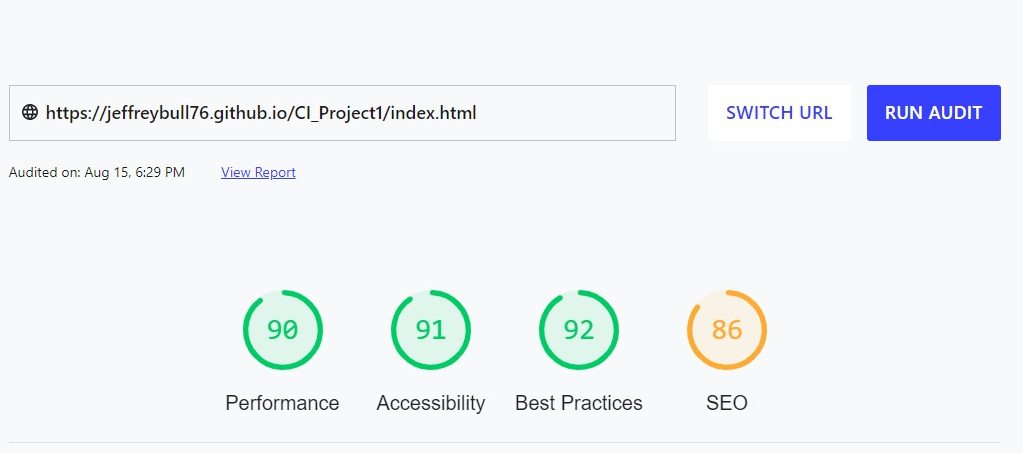 https://jeffreybull76.github.io/CI_Project1/index.html SWITCH URL RUN AUDIT
Audited on: Aug 15, 6:29 PM View Report
90 91 92 86
Performance Accessibility Best Practices SEO